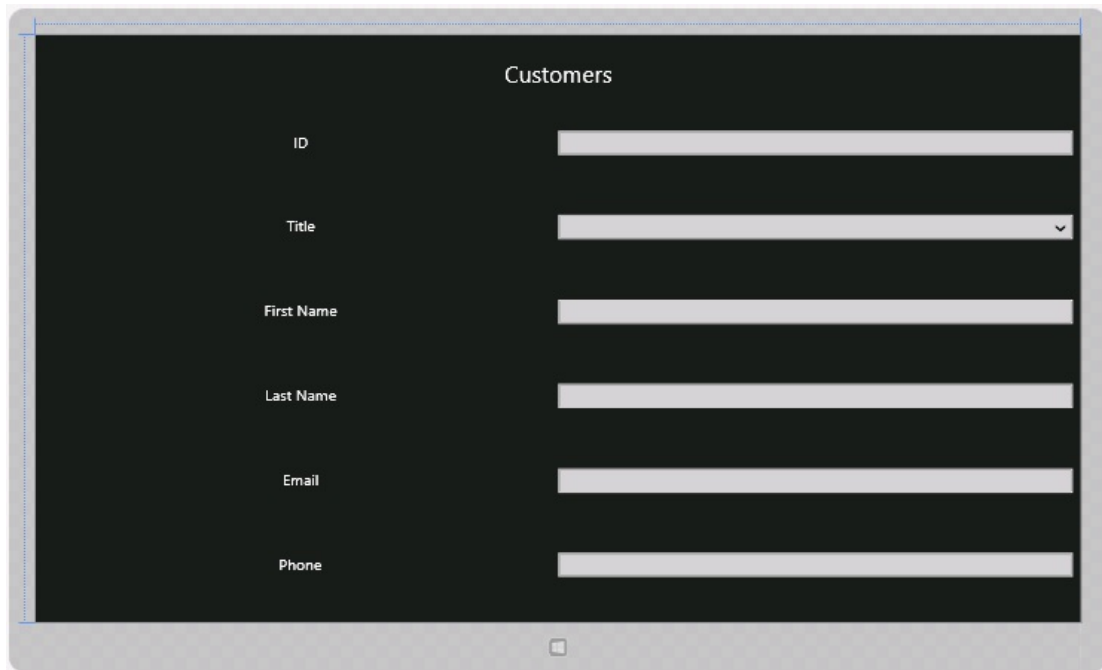 Customers
ID
Title
First Name
Last Name
Email
Phone